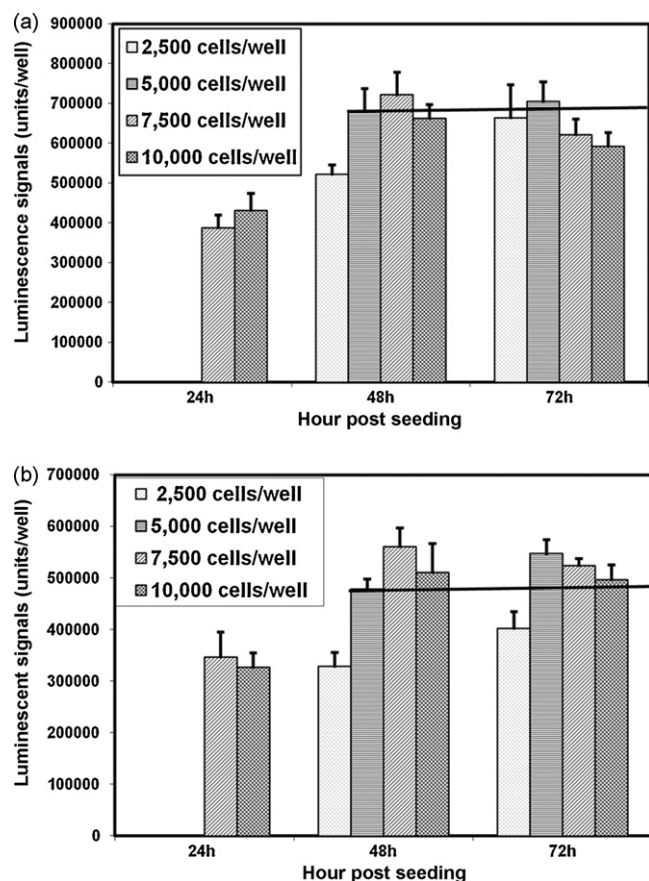 (a)
Luminescence signals (units/well)
900000
800000
700000
600000
500000
400000
300000
200000
100000
0
2,500 cells/well
5,000 cells/well
7,500 cells/well
10,000 cells/well
24h
48h
72h
Hour post seeding
(b)
Luminescent signals (units/well)
700000
600000
500000
400000
300000
200000
100000
0
2,500 cells/well
5,000 cells/well
7,500 cells/well
10,000 cells/well
24h
48h
72h
Hour post seeding